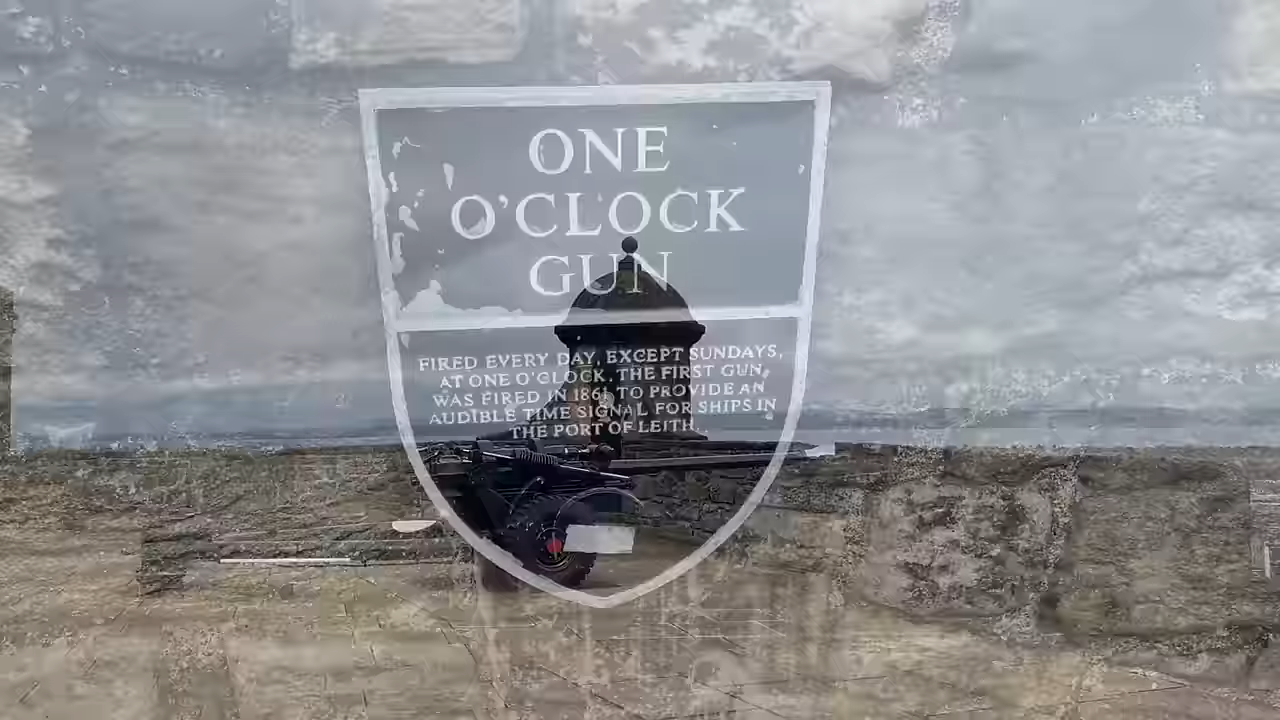 ONE
O'CLOCK
GUN
FIRED EVERY DAY, EXCEPT SUNDAYS,
AT ONE O'CLOCK. THE FIRST GUN
WAS FIRED IN 1861 TO PROVIDE AN
AUDIBLE TIME SIGNAL FOR SHIPS IN
THE PORT OF LEITH